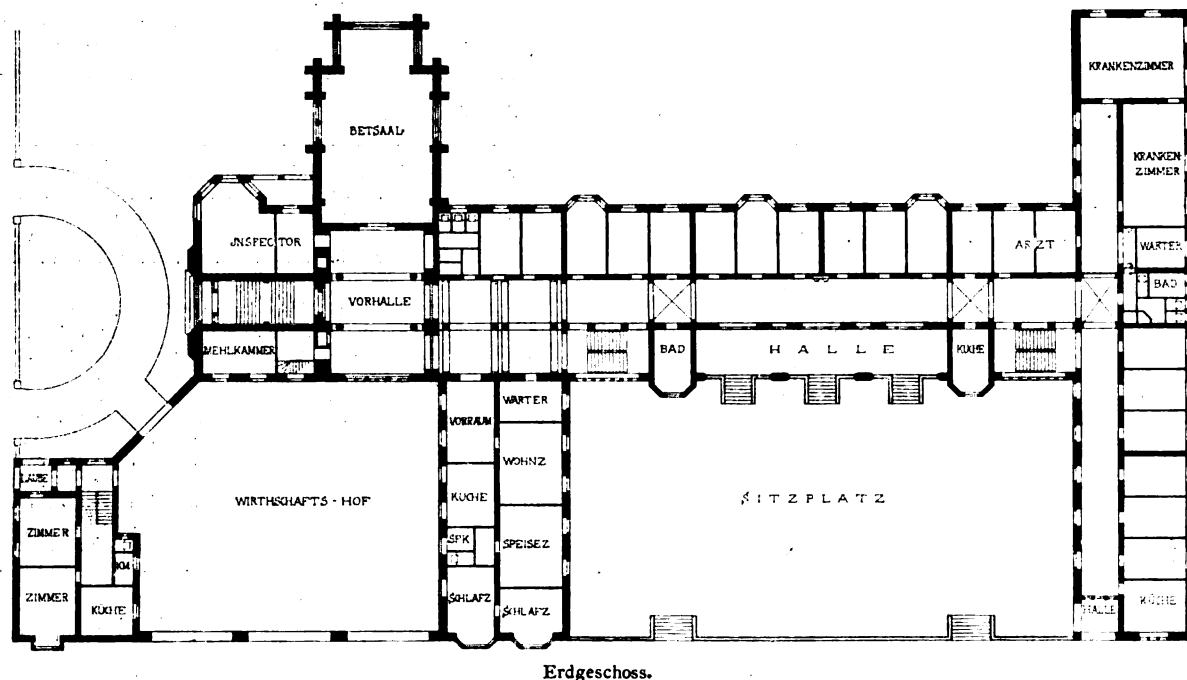 KRANKENZIMMER
BETSAAL
KRANKEN-
ZIMMER
INSPECTOR
ARZT
WARTER
BAD
VORHALLE
MEHLKAMMER
BAD
HALLE
KÜCHE
VORRAUM
WARTER
WOHNZ
LAUBE
WIRTHSCHAFTS-HOF
KUCHE
SITZPLATZ
ZIMMER
SPK
SPEISEZ
ZIMMER
KÜCHE
SCHLAFZ
SCHLAFZ
HALLE
KÜCHE
Erdgeschoss.